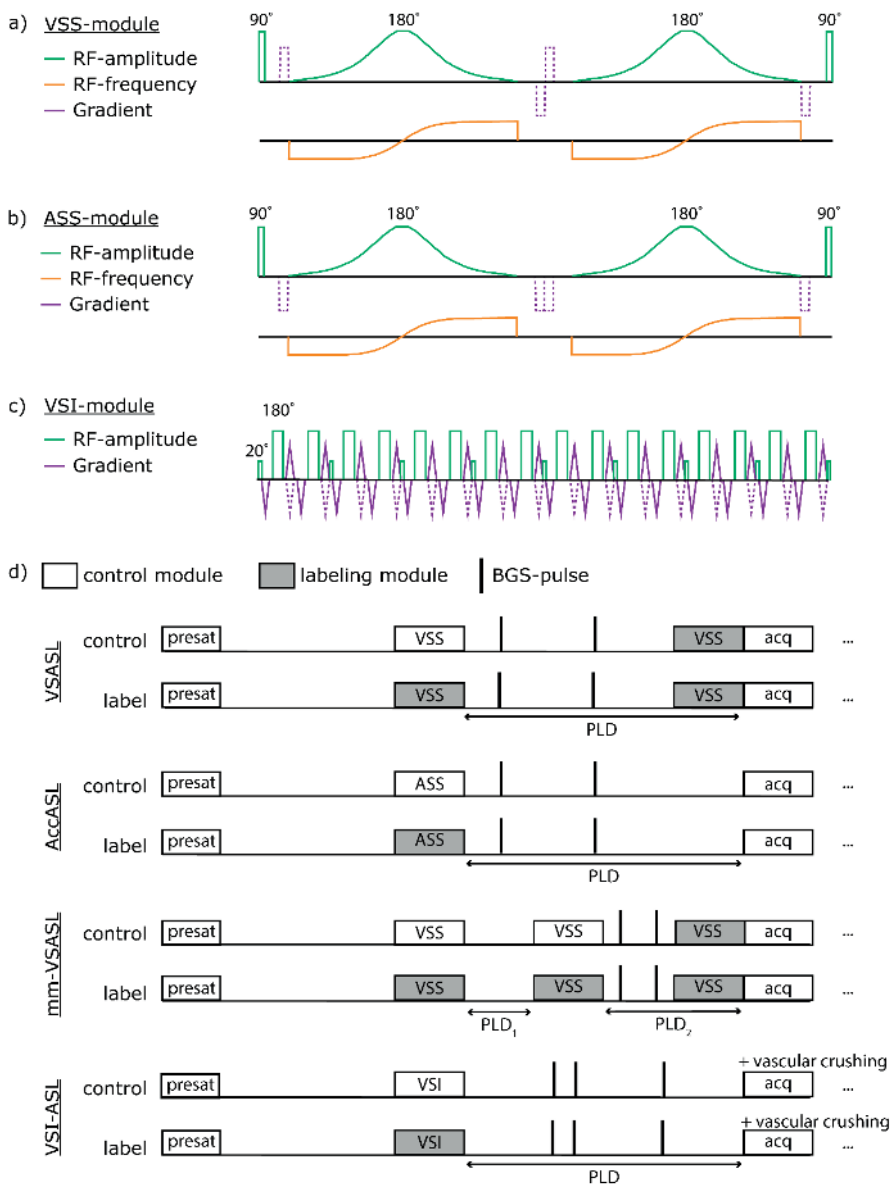 a) VSS-module
90° 180° 180° 90°
RF-amplitude
RF-frequency
Gradient
b) ASS-module
90° 180° 180° 90°
RF-amplitude
RF-frequency
Gradient
c) VSI-module
180°
RF-amplitude
20°
Gradient
d) control module labeling module BGS-pulse
VSASL
control presat VSS VSS acq ...
label presat VSS VSS acq ...
PLD
AccASL
control presat ASS acq ...
label presat ASS acq ...
PLD
mm-VSASL
control presat VSS VSS VSS acq ...
label presat VSS VSS VSS acq ...
PLD1 PLD2
VSI-ASL
+ vascular crushing
control presat VSI acq ...
+ vascular crushing
label presat VSI acq ...
PLD